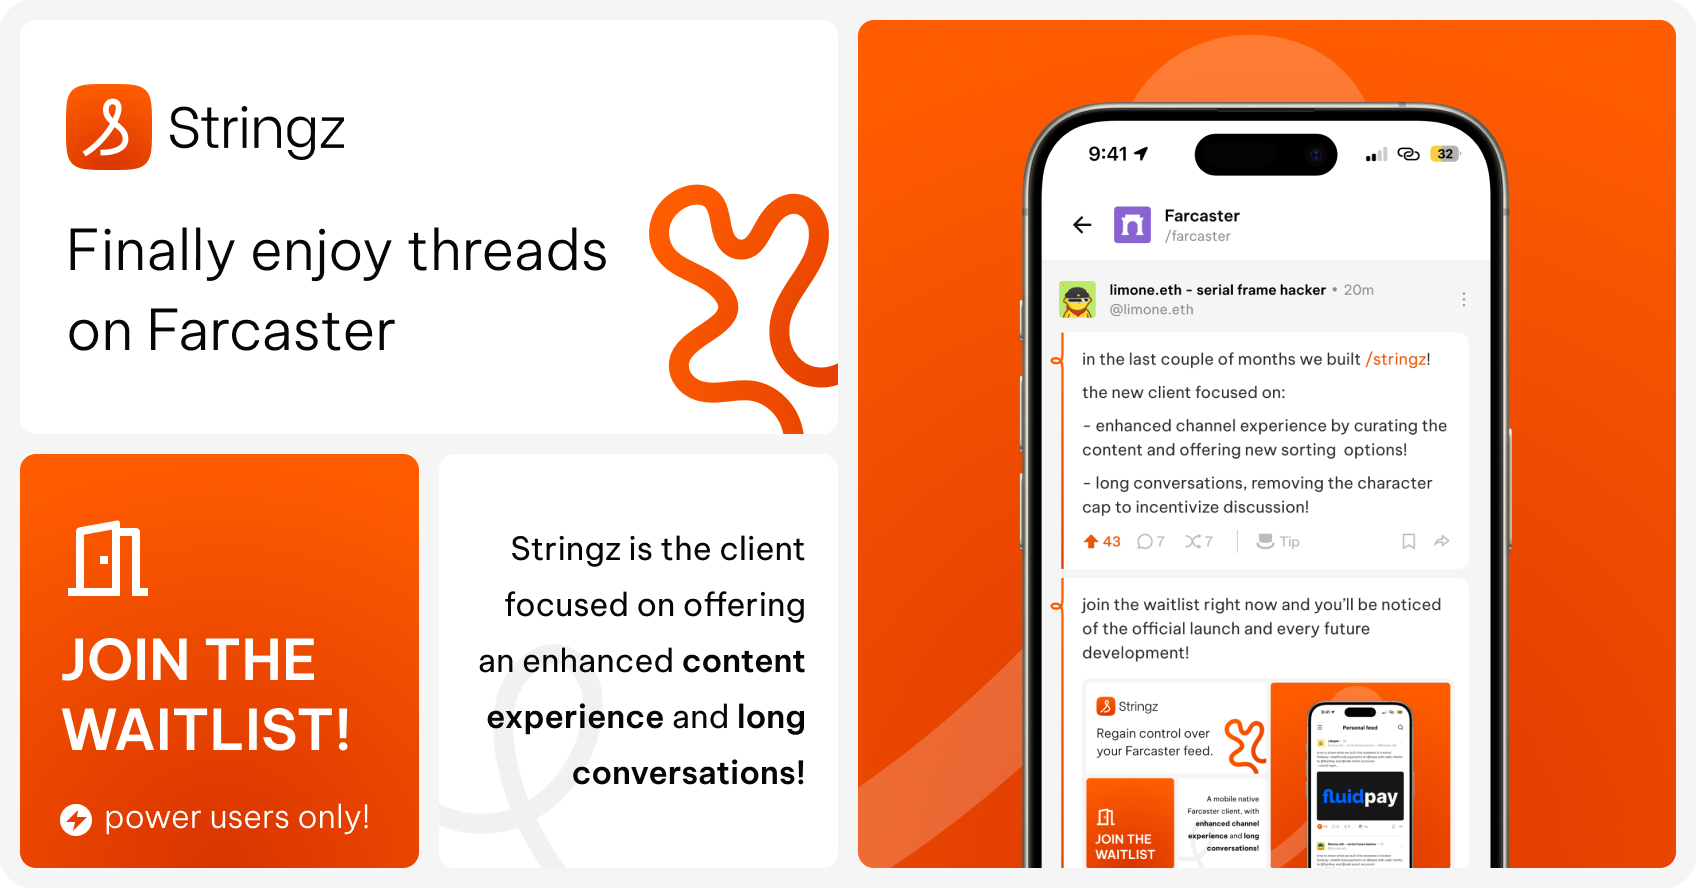 Stringz
Finally enjoy threads
on Farcaster
JOIN THE
WAITLIST!
power users only!
Stringz is the client
focused on offering
an enhanced content
experience and long
conversations!
9:41
32
Farcaster
/farcaster
limone.eth - serial frame hacker • 20m
@limone.eth
in the last couple of months we built /stringz!
the new client focused on:
- enhanced channel experience by curating the
content and offering new sorting options!
- long conversations, removing the character
cap to incentivize discussion!
43 7 7 Tip
join the waitlist right now and you'll be noticed
of the official launch and every future
development!
Stringz
Regain control over
your Farcaster feed.
JOIN THE
WAITLIST
A mobile native
Farcaster client, with
enhanced channel
experience and long
conversations!
9:41
Personal feed
fluidpay